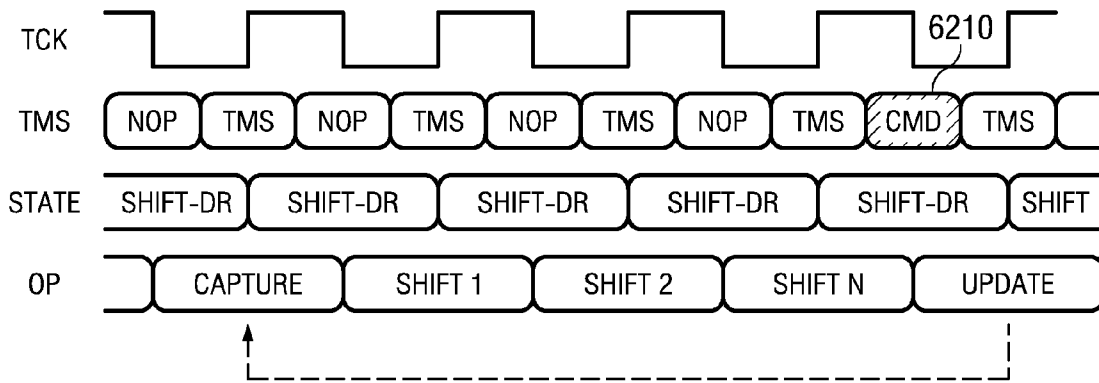 6210
TCK
TMS NOP TMS NOP TMS NOP TMS NOP TMS CMD TMS
STATE SHIFT-DR SHIFT-DR SHIFT-DR SHIFT-DR SHIFT-DR SHIFT
OP CAPTURE SHIFT 1 SHIFT 2 SHIFT N UPDATE